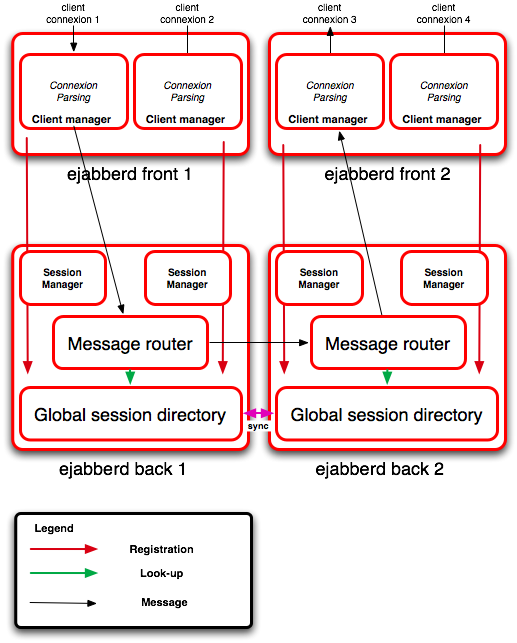 client
connexion 1
client
connexion 2
client
connexion 3
client
connexion 4
Connexion
Parsing
Client manager
Connexion
Parsing
Client manager
Connexion
Parsing
Client manager
Connexion
Parsing
Client manager
ejabberd front 1
ejabberd front 2
Session
Manager
Session
Manager
Session
Manager
Session
Manager
Message router
Message router
Global session directory
sync
Global session directory
ejabberd back 1
ejabberd back 2
Legend
Registration
Look-up
Message